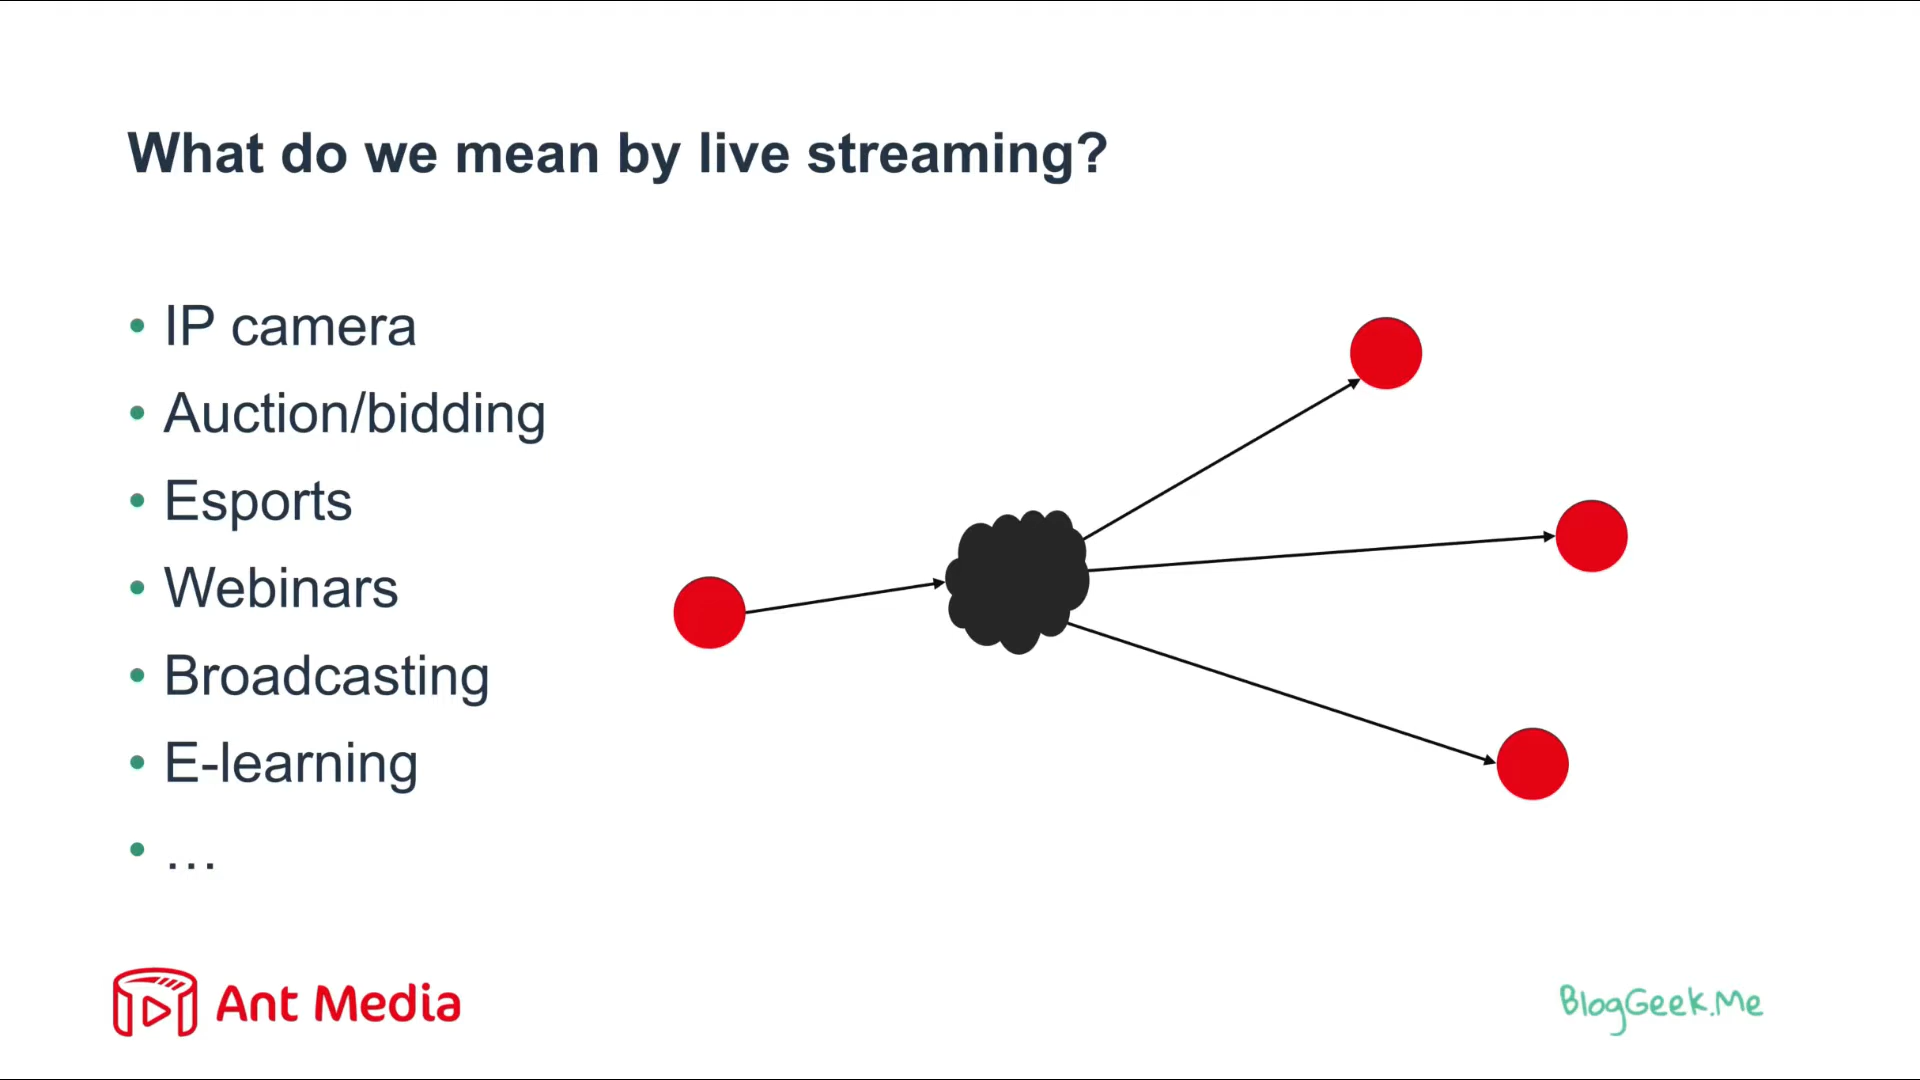 What do we mean by live streaming?
• IP camera
• Auction/bidding
• Esports
• Webinars
• Broadcasting
• E-learning
• …
Ant Media
BlogGeek.Me